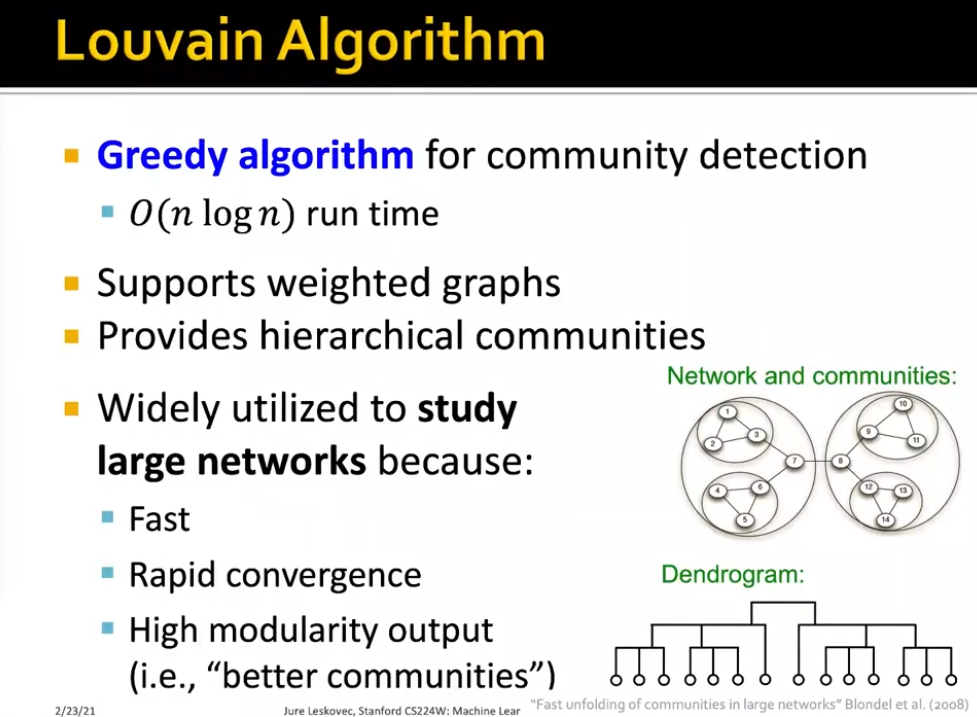 Louvain Algorithm
Greedy algorithm for community detection
O(n log n) run time
Supports weighted graphs
Provides hierarchical communities
Widely utilized to study
large networks because:
Fast
Rapid convergence
High modularity output
(i.e., “better communities”)
Network and communities:
1
2
3
4
5
6
7
8
9
10
11
12
13
14
Dendrogram:
2/23/21
Jure Leskovec, Stanford CS224W: Machine Lear
“Fast unfolding of communities in large networks” Blondel et al. (2008)